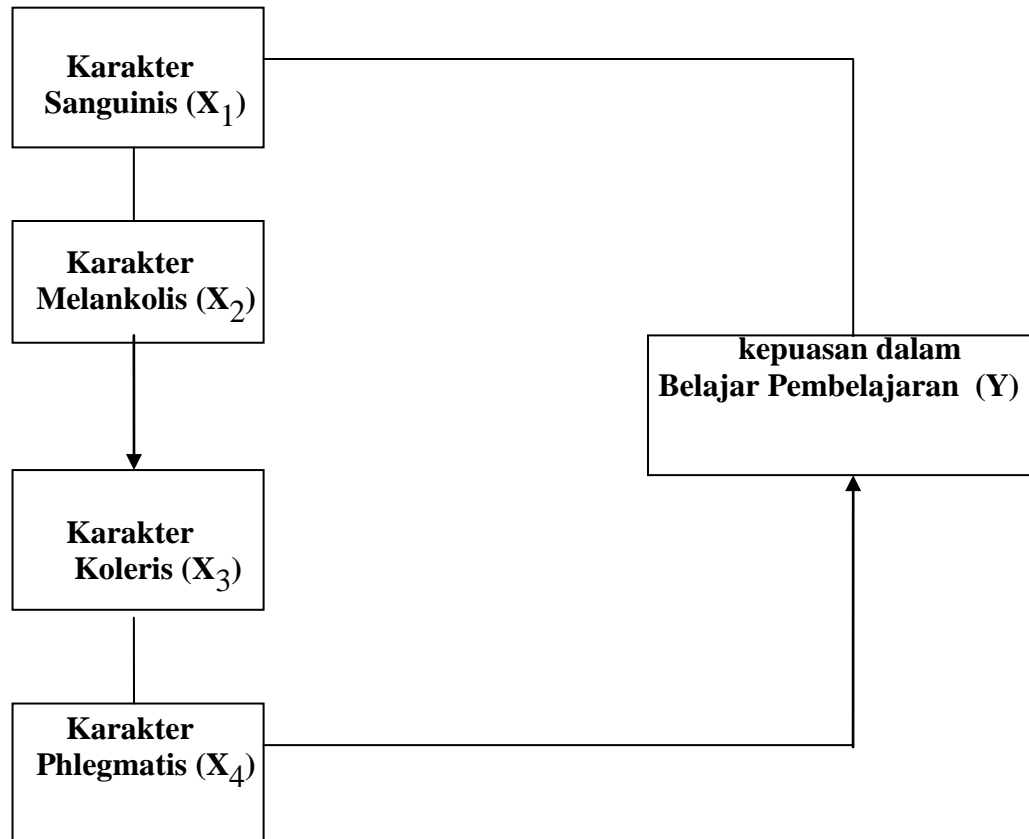 Karakter
Sanguinis (X1)
Karakter
Melankolis (X2)
kepuasan dalam
Belajar Pembelajaran (Y)
Karakter
Koleris (X3)
Karakter
Phlegmatis (X4)